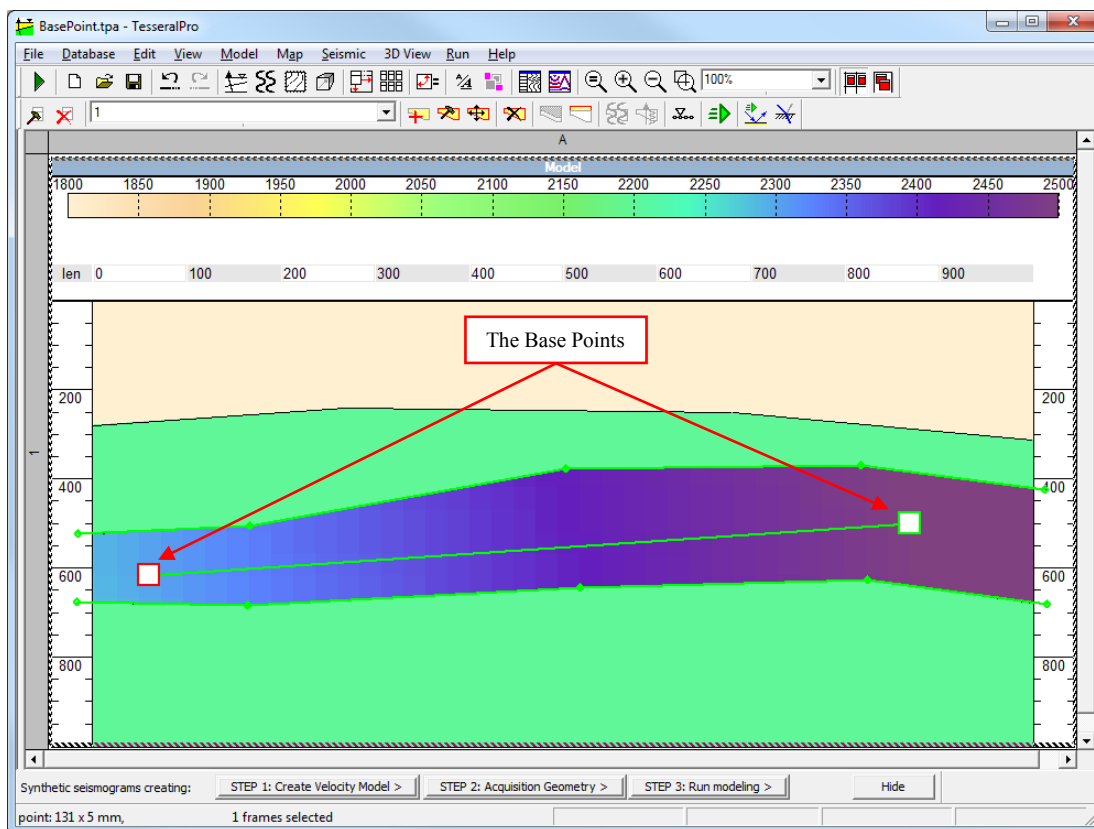 BasePoint.tpa - TesseralPro
File Database Edit View Model Map Seismic 3D View Run Help
100%
1
A
Model
1800 1850 1900 1950 2000 2050 2100 2150 2200 2250 2300 2350 2400 2450 2500
len 0 100 200 300 400 500 600 700 800 900
The Base Points
200 200
400 400
1
600 600
800 800
Synthetic seismograms creating: STEP 1: Create Velocity Model > STEP 2: Acquisition Geometry > STEP 3: Run modeling > Hide
point: 131 x 5 mm, 1 frames selected